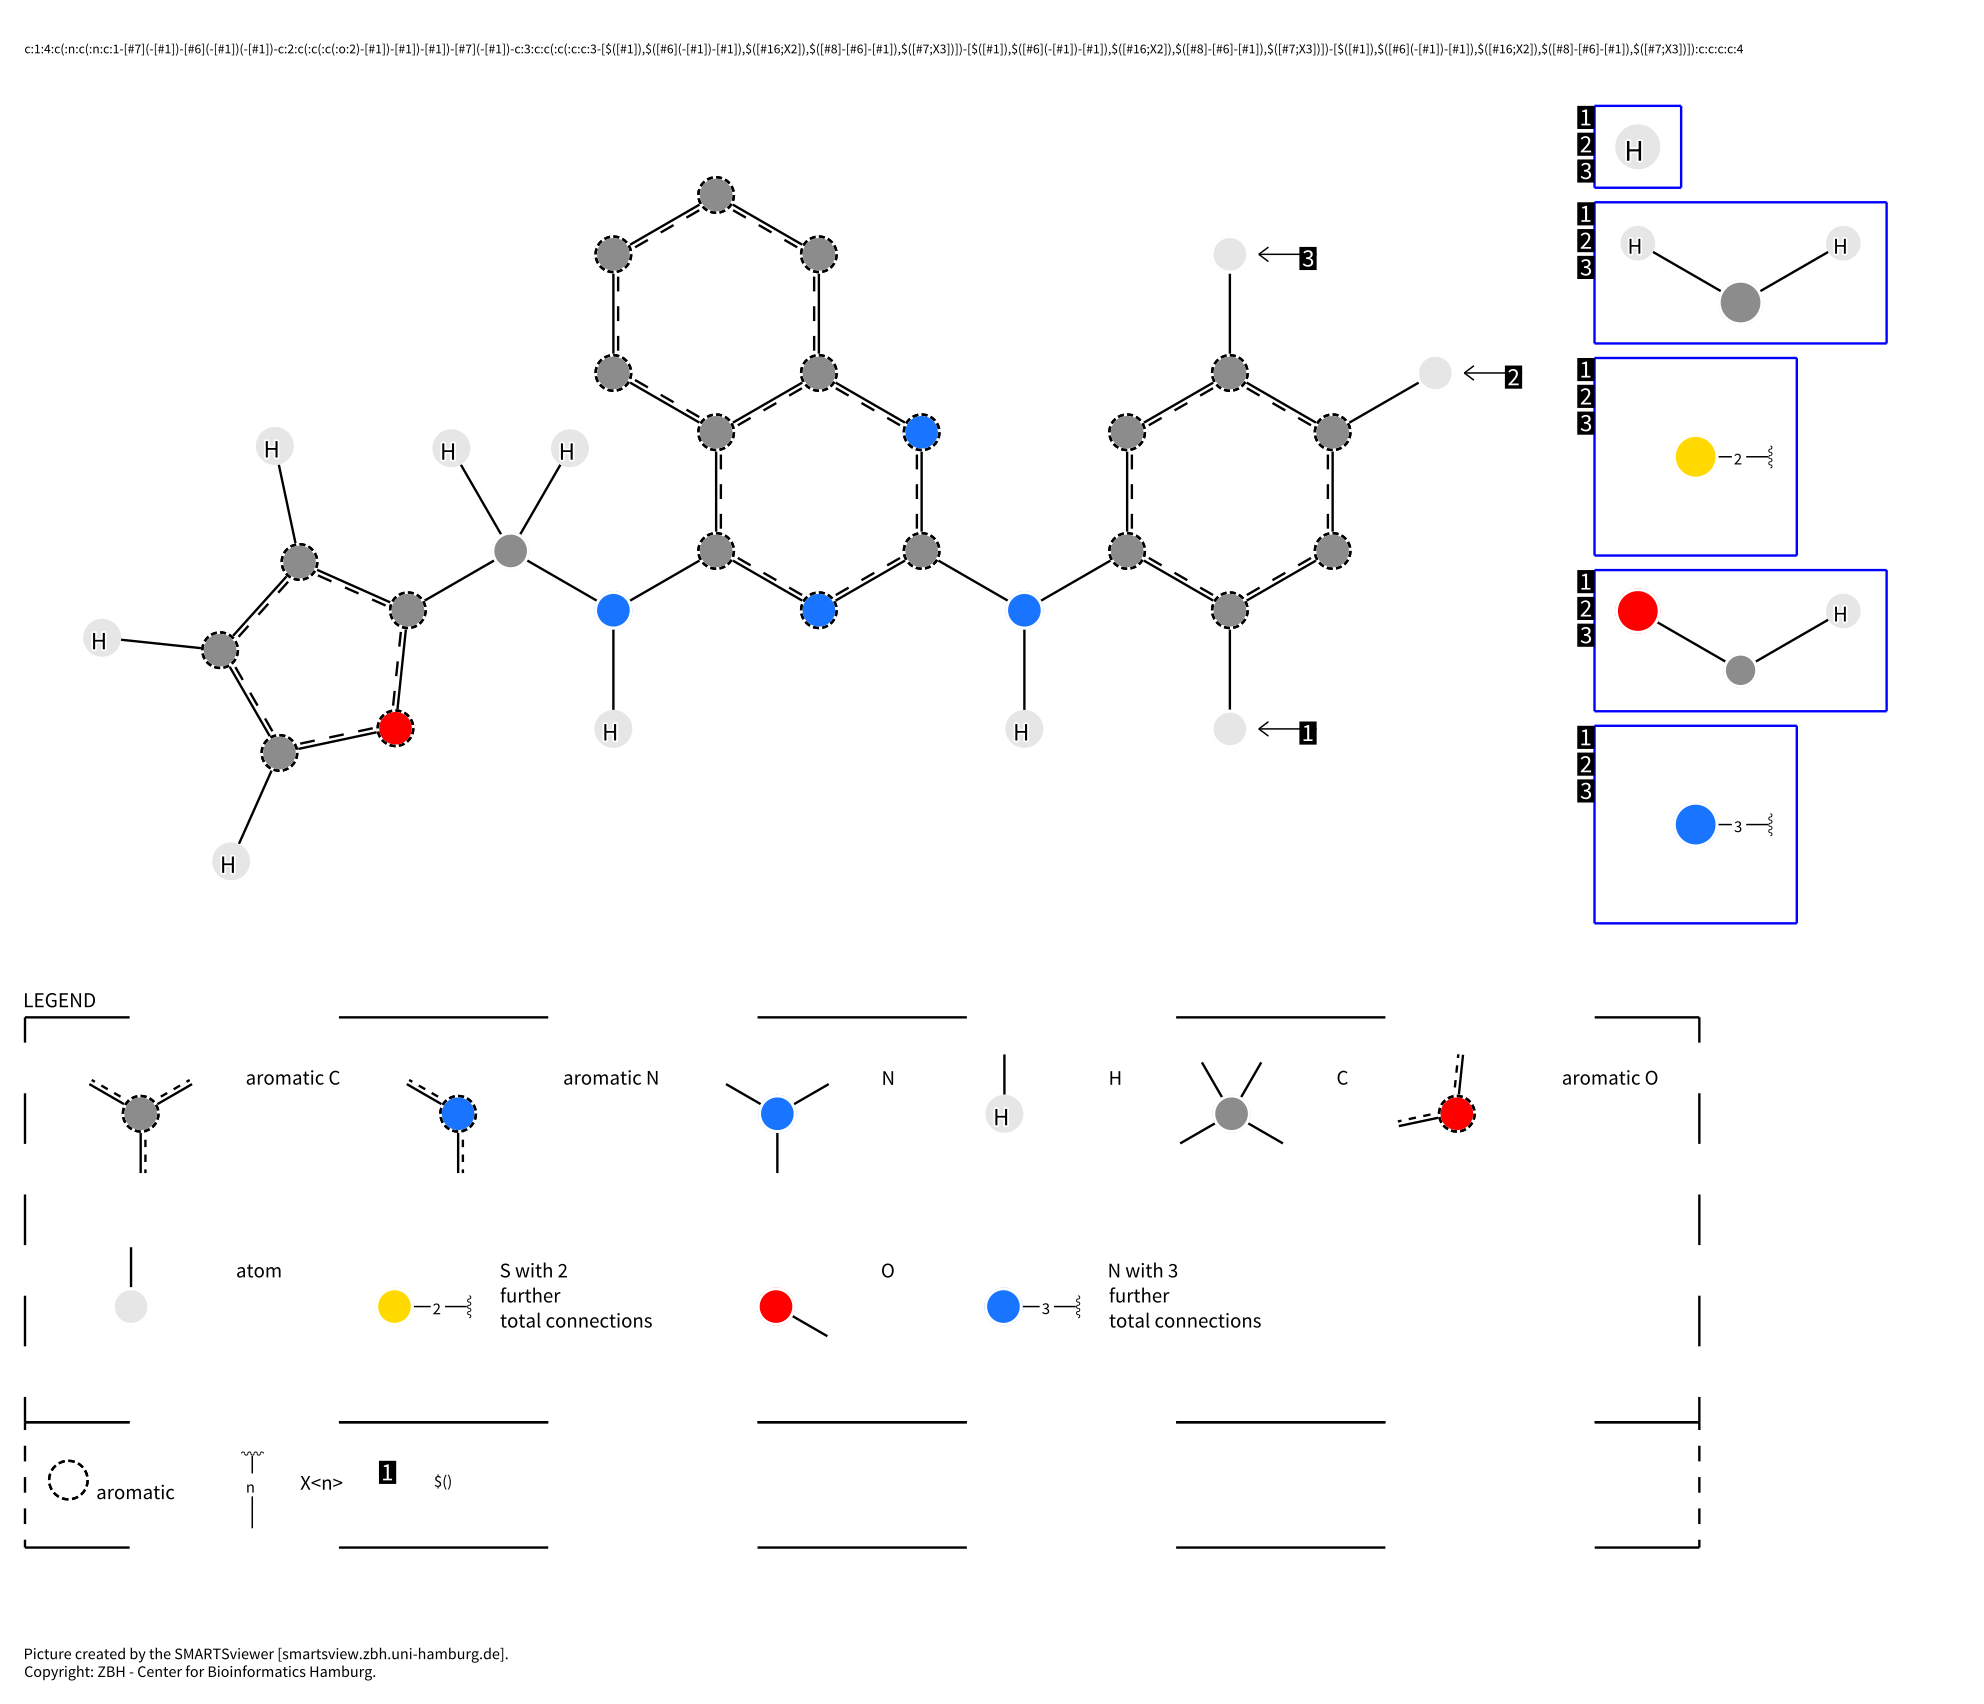 c:1:4:c(:n:c(:n:c:1-[#7](-[#1])-[#6](-[#1])(-[#1])-c:2:c(:c(:c(:o:2)-[#1])-[#1])-[#1])-[#7](-[#1])-c:3:c:c(:c(:c:c:3-[$([#1]),$([#6](-[#1])-[#1]),$([#16;X2]),$([#8]-[#6]-[#1]),$([#7;X3])])-[$([#1]),$([#6](-[#1])-[#1]),$([#16;X2]),$([#8]-[#6]-[#1]),$([#7;X3])])-[$([#1]),$([#6](-[#1])-[#1]),$([#16;X2]),$([#8]-[#6]-[#1]),$([#7;X3])]):c:c:c:c:4
1
2 H
3
1
2 H H
3
3
1
2
3 2
2
H H H
1
2 O H
H
H H 1
1
2
3 3
H
LEGEND
aromatic C aromatic N N H H C aromatic O
atom 2 S with 2
further
total connections
O
3 N with 3
further
total connections
aromatic n X<n> 1 $()
Picture created by the SMARTSviewer [smartsview.zbh.uni-hamburg.de].
Copyright: ZBH - Center for Bioinformatics Hamburg.